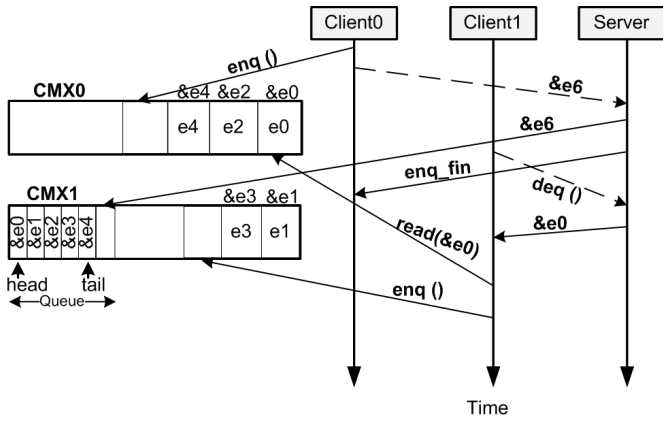 Client0 Client1 Server
enq ()
CMX0
&e4 &e2 &e0
e4 e2 e0
&e6
&e6
enq_fin
deq ()
CMX1
&e3 &e1
&e0 &e1 &e2 &e3 &e4
e3 e1
read(&e0)
&e0
head tail
Queue
enq ()
Time